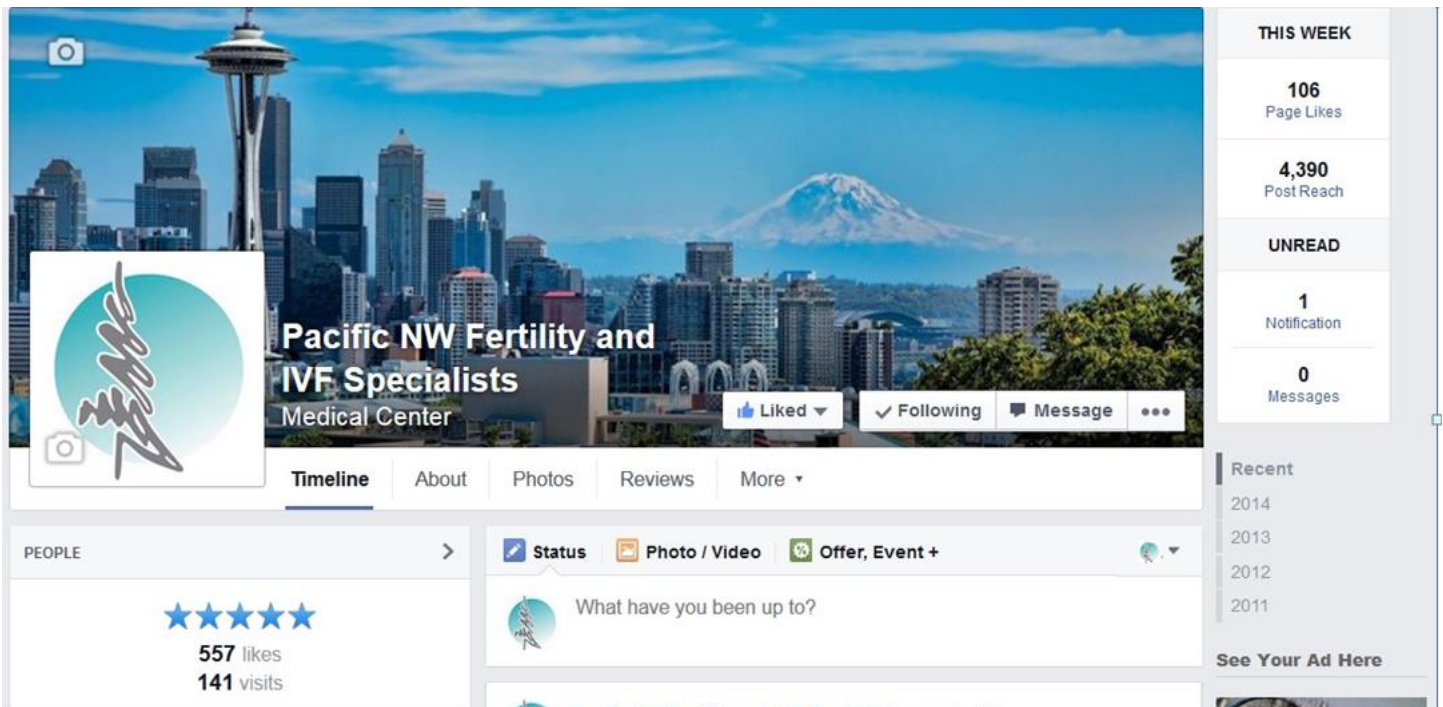 Pacific NW Fertility and
IVF Specialists
Medical Center
Liked
Following
Message
Timeline
About
Photos
Reviews
More
PEOPLE
557 likes
141 visits
Status
Photo / Video
Offer, Event +
What have you been up to?
THIS WEEK
106
Page Likes
4,390
Post Reach
UNREAD
1
Notification
0
Messages
Recent
2014
2013
2012
2011
See Your Ad Here